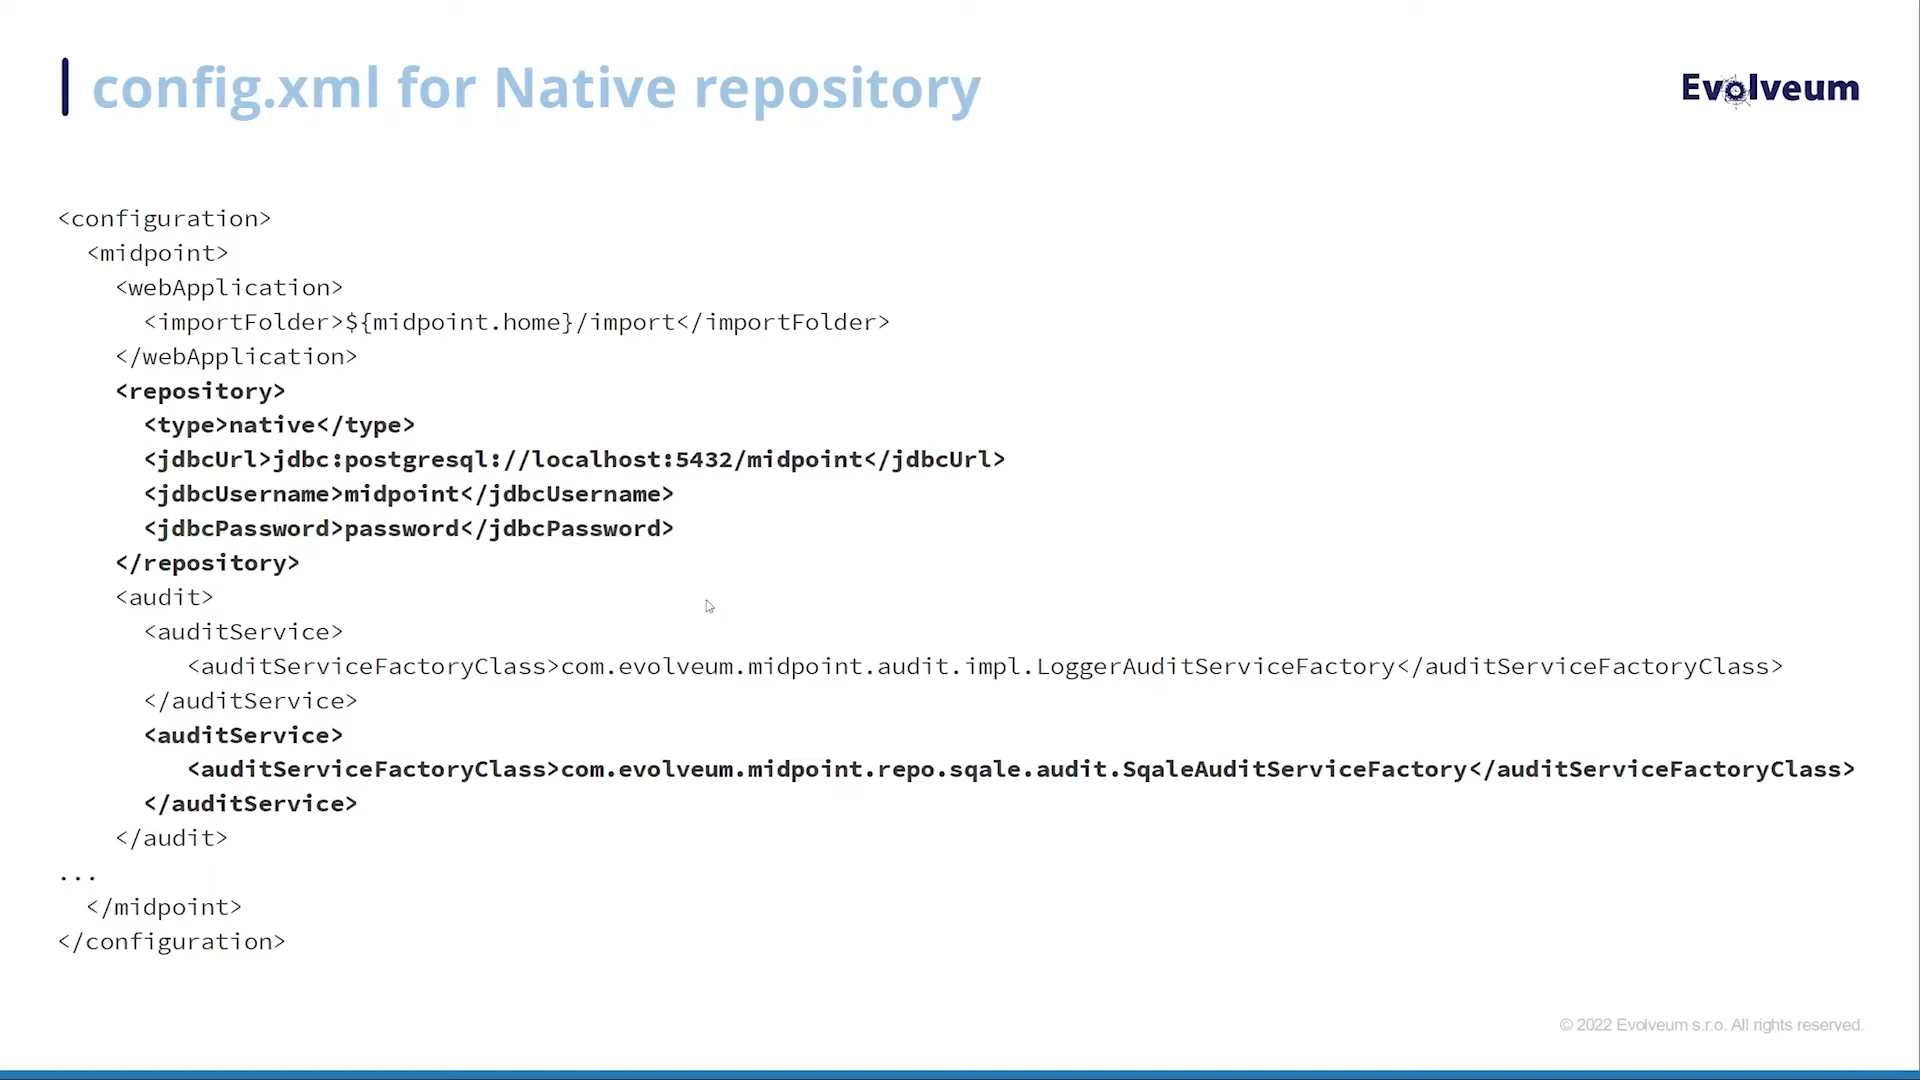 config.xml for Native repository
Evolveum
<configuration>
<midpoint>
<webApplication>
<importFolder>${midpoint.home}/import</importFolder>
</webApplication>
<repository>
<type>native</type>
<jdbcUrl>jdbc:postgresql://localhost:5432/midpoint</jdbcUrl>
<jdbcUsername>midpoint</jdbcUsername>
<jdbcPassword>password</jdbcPassword>
</repository>
<audit>
<auditService>
<auditServiceFactoryClass>com.evolveum.midpoint.audit.impl.LoggerAuditServiceFactory</auditServiceFactoryClass>
</auditService>
<auditService>
<auditServiceFactoryClass>com.evolveum.midpoint.repo.sqale.audit.SqaleAuditServiceFactory</auditServiceFactoryClass>
</auditService>
</audit>
...
</midpoint>
</configuration>
© 2022 Evolveum s.r.o. All rights reserved.